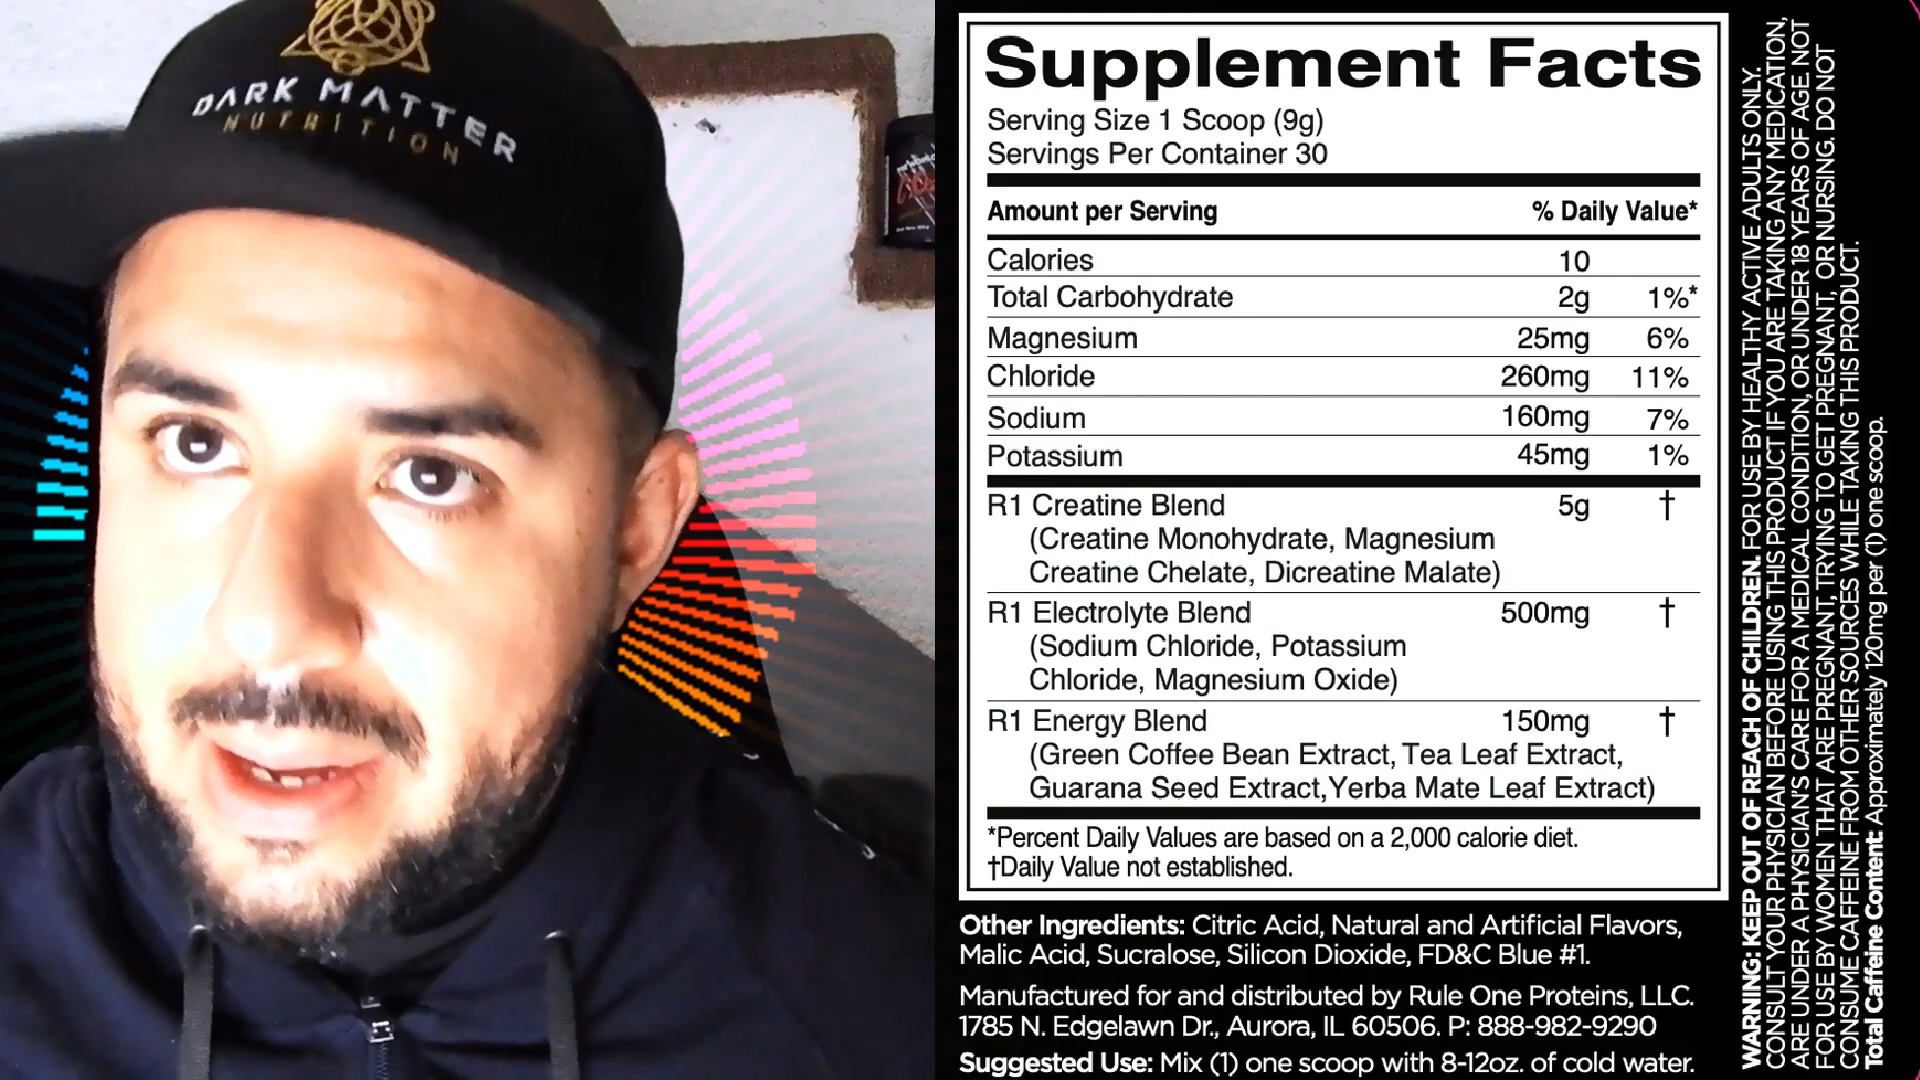 DARK MATTER
NUTRITION
Supplement Facts
Serving Size 1 Scoop (9g)
Servings Per Container 30
Amount per Serving % Daily Value*
Calories 10
Total Carbohydrate 2g 1%*
Magnesium 25mg 6%
Chloride 260mg 11%
Sodium 160mg 7%
Potassium 45mg 1%
R1 Creatine Blend 5g †
(Creatine Monohydrate, Magnesium
Creatine Chelate, Dicreatine Malate)
R1 Electrolyte Blend 500mg †
(Sodium Chloride, Potassium
Chloride, Magnesium Oxide)
R1 Energy Blend 150mg †
(Green Coffee Bean Extract, Tea Leaf Extract,
Guarana Seed Extract,Yerba Mate Leaf Extract)
*Percent Daily Values are based on a 2,000 calorie diet.
†Daily Value not established.
Other Ingredients: Citric Acid, Natural and Artificial Flavors,
Malic Acid, Sucralose, Silicon Dioxide, FD&C Blue #1.
Manufactured for and distributed by Rule One Proteins, LLC.
1785 N. Edgelawn Dr., Aurora, IL 60506. P: 888-982-9290
Suggested Use: Mix (1) one scoop with 8-12oz. of cold water.
WARNING: KEEP OUT OF REACH OF CHILDREN. FOR USE BY HEALTHY ACTIVE ADULTS ONLY.
CONSULT YOUR PHYSICIAN BEFORE USING THIS PRODUCT IF YOU ARE TAKING ANY MEDICATION,
ARE UNDER A PHYSICIAN'S CARE FOR A MEDICAL CONDITION, OR UNDER 18 YEARS OF AGE. NOT
FOR USE BY WOMEN THAT ARE PREGNANT, TRYING TO GET PREGNANT, OR NURSING. DO NOT
CONSUME CAFFEINE FROM OTHER SOURCES WHILE TAKING THIS PRODUCT.
Total Caffeine Content: Approximately 120mg per (1) one scoop.